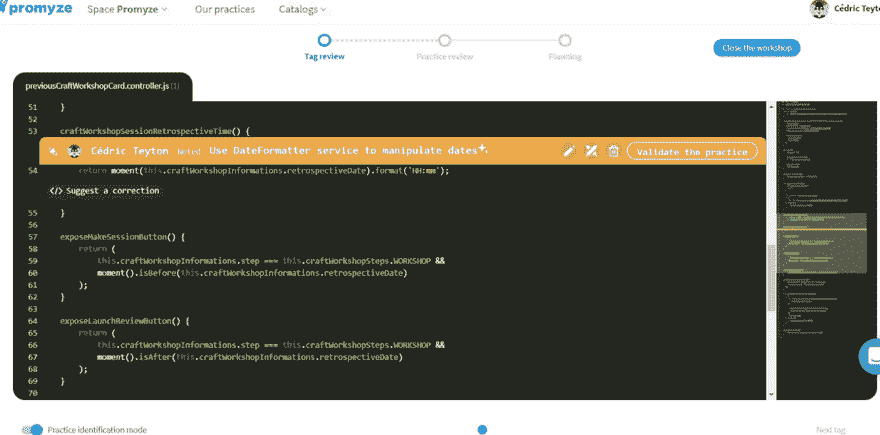 promyze
Space Promyze
Our practices
Catalogs
Cédric Teyto
Tag review
Practice review
Planning
Close the workshop
previousCraftWorkshopCard.controller.js (1)
51 }
52
53 craftWorkshopSessionRetrospectiveTime() {
Cédric Teyton Noted Use DateFormatter service to manipulate dates
Validate the practice
54 return moment(this.craftWorkshopInformations.retrospectiveDate).format('HH:mm');
</> Suggest a correction
55 }
56
57 exposeMakeSessionButton() {
58 return (
59 this.craftWorkshopInformations.step === this.craftWorkshopSteps.WORKSHOP &&
60 moment().isBefore(this.craftWorkshopInformations.retrospectiveDate)
61 );
62 }
63
64 exposeLaunchReviewButton() {
65 return (
66 this.craftWorkshopInformations.step === this.craftWorkshopSteps.WORKSHOP &&
67 moment().isAfter(this.craftWorkshopInformations.retrospectiveDate)
68 );
69 }
70
Practice identification mode
Next tag